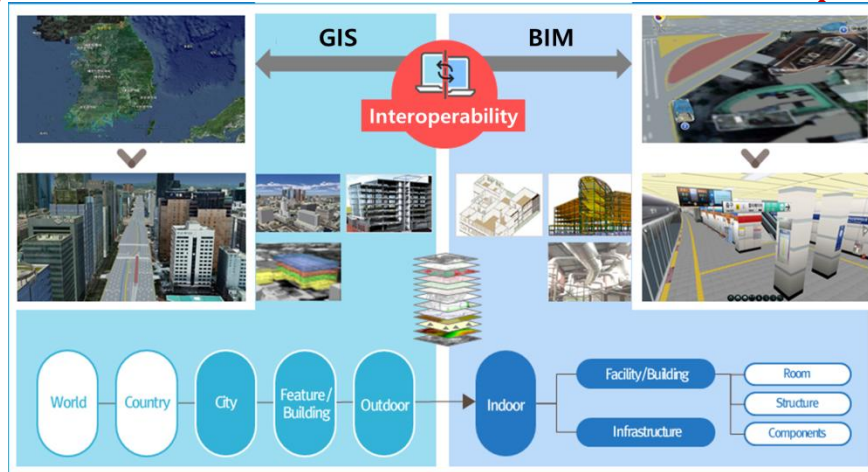 GIS
BIM
Interoperability
World
Country
City
Feature/
Building
Outdoor
Indoor
Facility/Building
Infrastructure
Room
Structure
Components